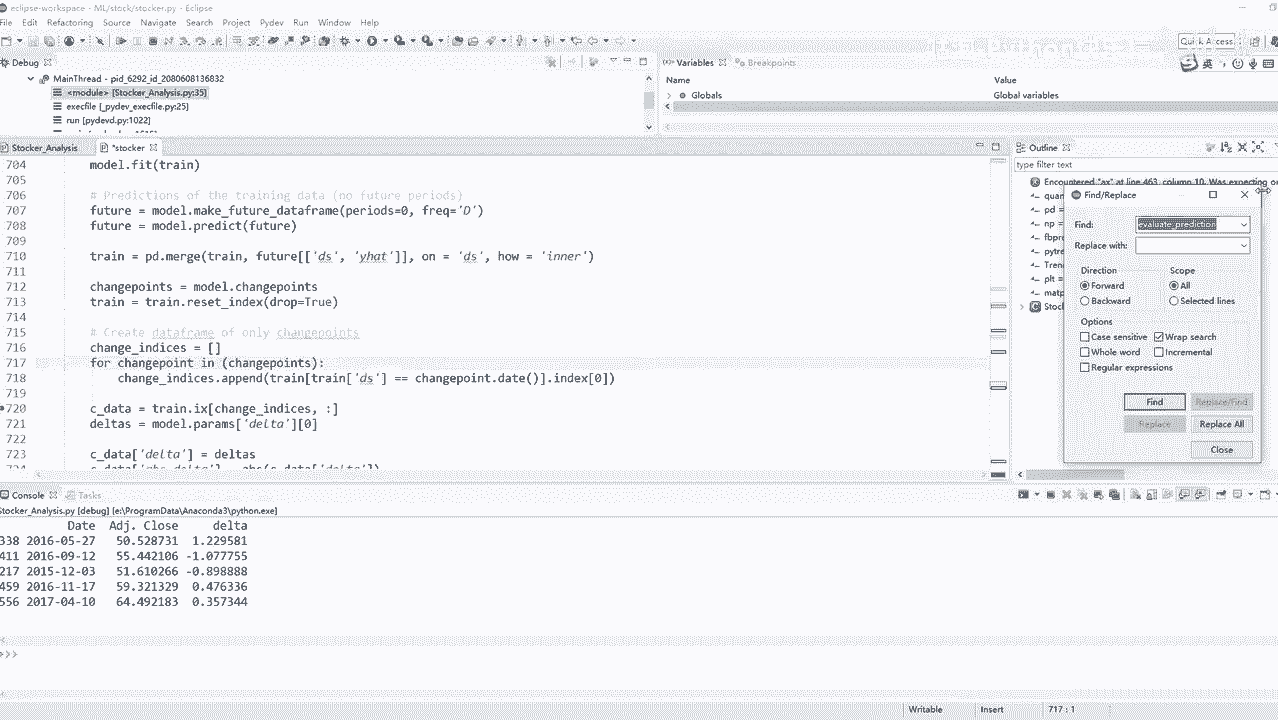 eclipse-workspace - ML/stock/stocker.py - Eclipse
File Edit Refactoring Source Navigate Search Project Pydev Run Window Help
Quick Access
Debug
MainThread - pid_6292_id_2080608136832
<module> [Stocker_Analysis.py:35]
execfile [_pydev_execfile.py:25]
run [pydevd.py:1022]
Variables Breakpoints
Name Value
Globals Global variables
Stocker_Analysis *stocker
704 model.fit(train)
705
706 # Predictions of the training data (no future periods)
707 future = model.make_future_dataframe(periods=0, freq='D')
708 future = model.predict(future)
709
710 train = pd.merge(train, future[['ds', 'yhat']], on = 'ds', how = 'inner')
711
712 changepoints = model.changepoints
713 train = train.reset_index(drop=True)
714
715 # Create dataframe of only changepoints
716 change_indices = []
717 for changepoint in (changepoints):
718 change_indices.append(train[train['ds'] == changepoint.date()].index[0])
719
720 c_data = train.ix[change_indices, :]
721 deltas = model.params['delta'][0]
722
723 c_data['delta'] = deltas
724 c_data['abs_delta'] = abs(c_data['delta'])
Outline
type filter text
Encountered "ax" at line 463, column 10. Was expecting
quan
pd =
np =
fbpro
pytre
Tren
plt =
matp
Stoc
Find/Replace
Find: evaluate_prediction
Replace with:
Direction Scope
Forward All
Backward Selected lines
Options
Case sensitive Wrap search
Whole word Incremental
Regular expressions
Find Replace/Find
Replace Replace All
Close
Console Tasks
Stocker_Analysis.py [debug] [e:\ProgramData\Anaconda3\python.exe]
Date Adj. Close delta
338 2016-05-27 50.528731 1.229581
411 2016-09-12 55.442106 -1.077755
217 2015-12-03 51.610266 -0.898888
459 2016-11-17 59.321329 0.476336
556 2017-04-10 64.492183 0.357344
>>>
Writable Insert 717 : 1